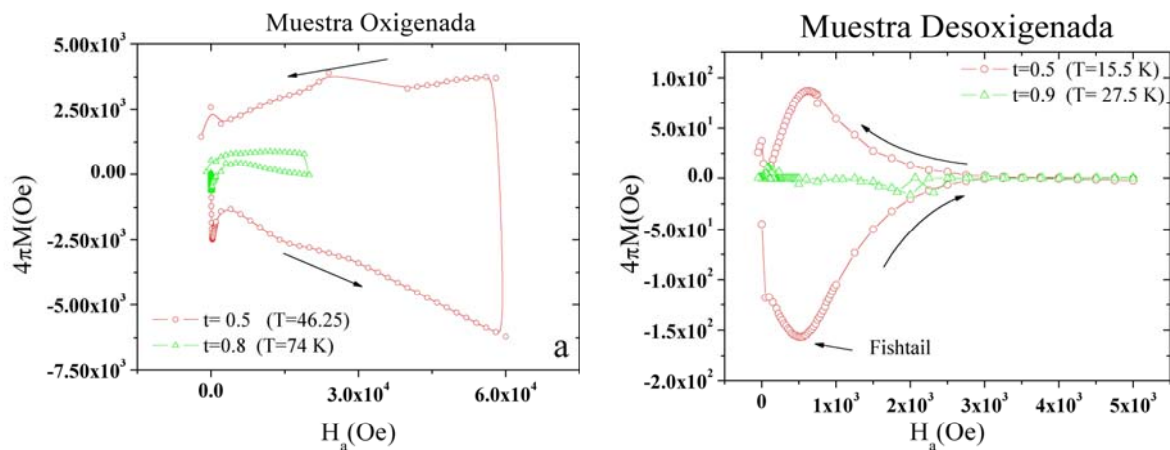 Muestra Oxigenada
5.00x10³
2.50x10³
0.00
-2.50x10³
-5.00x10³
-7.50x10³
4πM(Oe)
t= 0.5 (T=46.25)
t=0.8 (T=74 K)
a
0.0
3.0x10⁴
6.0x10⁴
Hₐ(Oe)
Muestra Desoxigenada
1.0x10²
5.0x10¹
0.0
-5.0x10¹
-1.0x10²
-1.5x10²
-2.0x10²
4πM(Oe)
t=0.5 (T=15.5 K)
t=0.9 (T= 27.5 K)
Fishtail
0
1x10³
2x10³
3x10³
4x10³
5x10³
Hₐ(Oe)